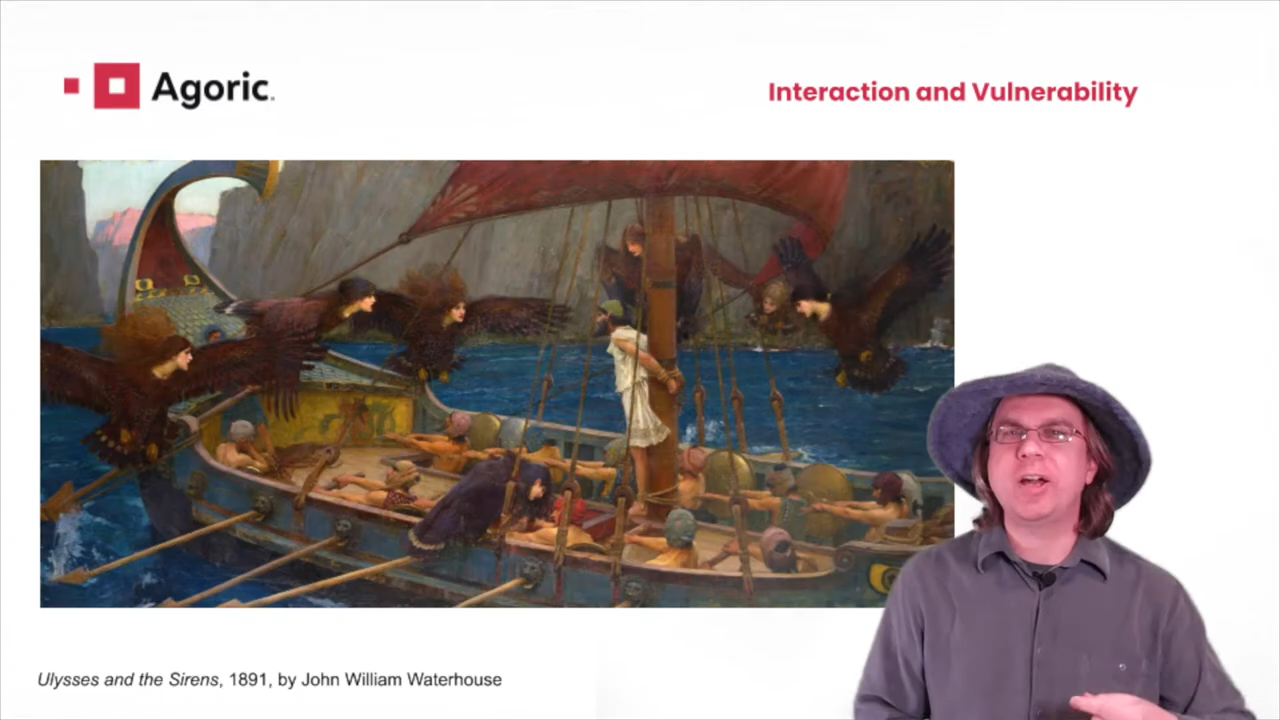 Agoric.
Interaction and Vulnerability
Ulysses and the Sirens, 1891, by John William Waterhouse